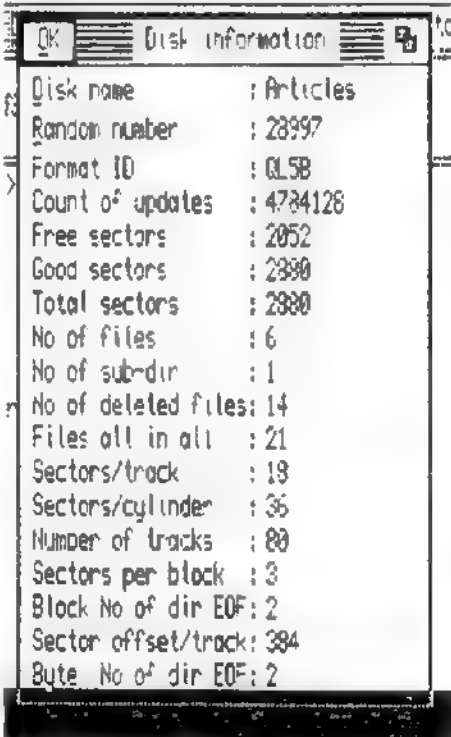 OK Disk information
Disk name : Articles
Random number : 28997
Format ID : QL5B
Count of updates : 4784128
Free sectors : 2052
Good sectors : 2880
Total sectors : 2880
No of files : 6
No of sub-dir : 1
No of deleted files: 14
Files all in all : 21
Sectors/track : 18
Sectors/cylinder : 36
Number of tracks : 80
Sectors per block : 3
Block No of dir EOF: 2
Sector offset/track: 384
Byte No of dir EOF: 2